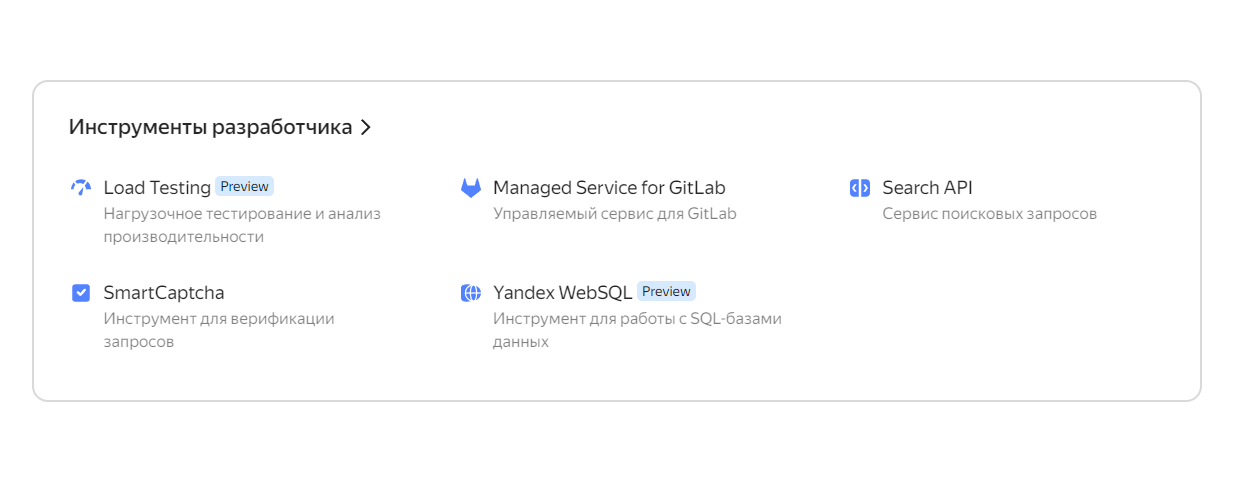 Инструменты разработчика
Load Testing Preview
Нагрузочное тестирование и анализ
производительности
Managed Service for GitLab
Управляемый сервис для GitLab
Search API
Сервис поисковых запросов
SmartCaptcha
Инструмент для верификации
запросов
Yandex WebSQL Preview
Инструмент для работы с SQL-базами
данных